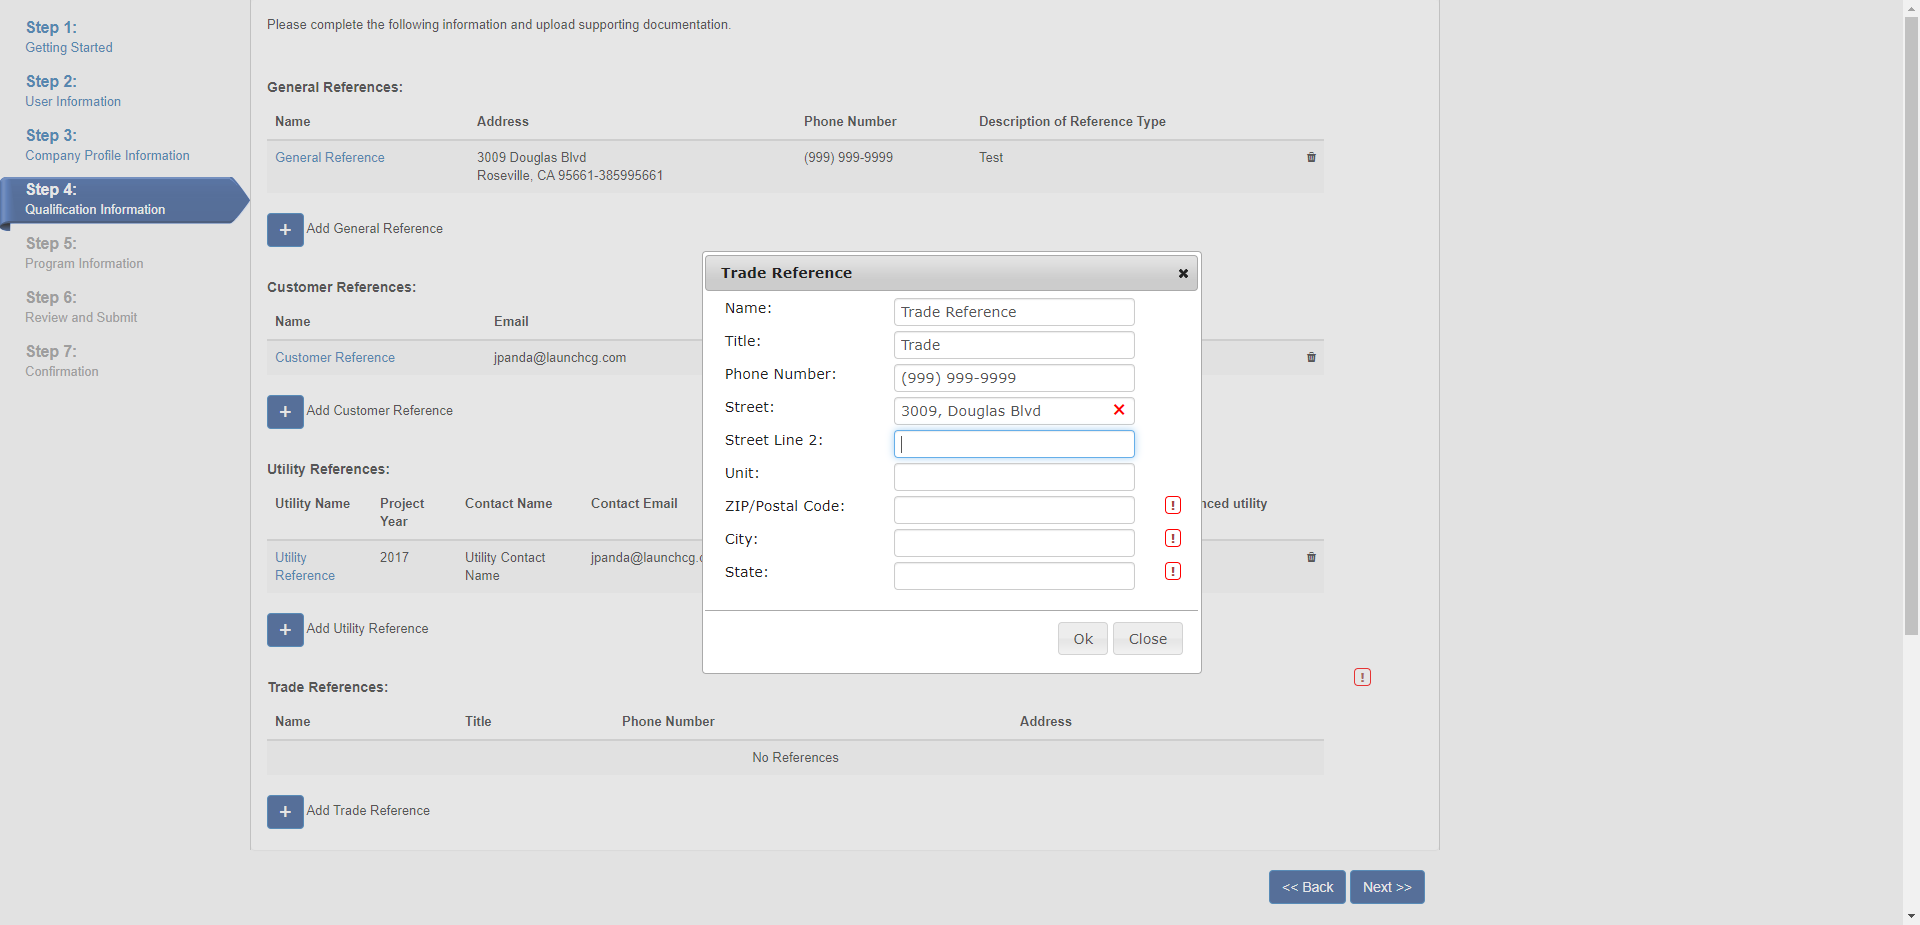 Step 1:
Getting Started
Step 2:
User Information
Step 3:
Company Profile Information
Step 4:
Qualification Information
Step 5:
Program Information
Step 6:
Review and Submit
Step 7:
Confirmation
Please complete the following information and upload supporting documentation.
General References:
Name Address Phone Number Description of Reference Type
General Reference 3009 Douglas Blvd (999) 999-9999 Test
Roseville, CA 95661-385995661
+ Add General Reference
Customer References:
Name Email
Customer Reference jpanda@launchcg.com
+ Add Customer Reference
Utility References:
Utility Name Project Contact Name Contact Email nced utility
Year
Utility 2017 Utility Contact jpanda@launchcg.c
Reference Name
+ Add Utility Reference
Trade References:
Name Title Phone Number Address
No References
+ Add Trade Reference
<< Back Next >>
Trade Reference
Name: Trade Reference
Title: Trade
Phone Number: (999) 999-9999
Street: 3009, Douglas Blvd
Street Line 2:
Unit:
ZIP/Postal Code: !
City: !
State: !
Ok Close
!